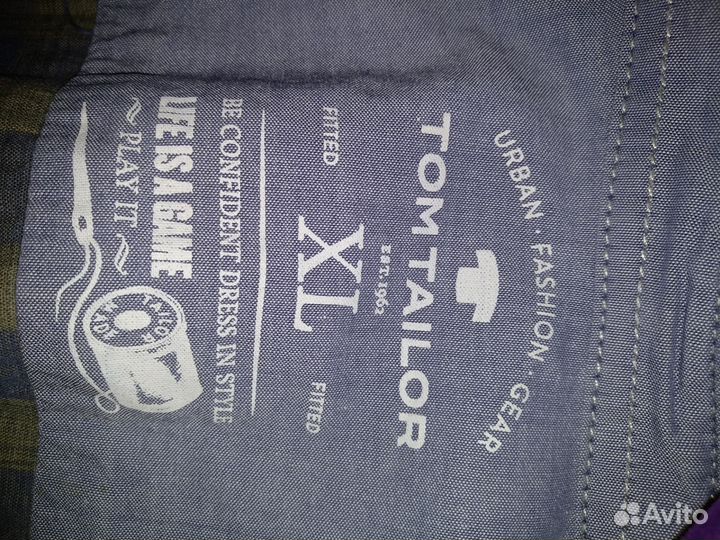 URBAN · FASHION · GEAR
TOM TAILOR
EST. 1962
FITTED XL FITTED
BE CONFIDENT DRESS IN STYLE
LIFE IS A GAME
~ PLAY IT ~
TAILOR
Avito